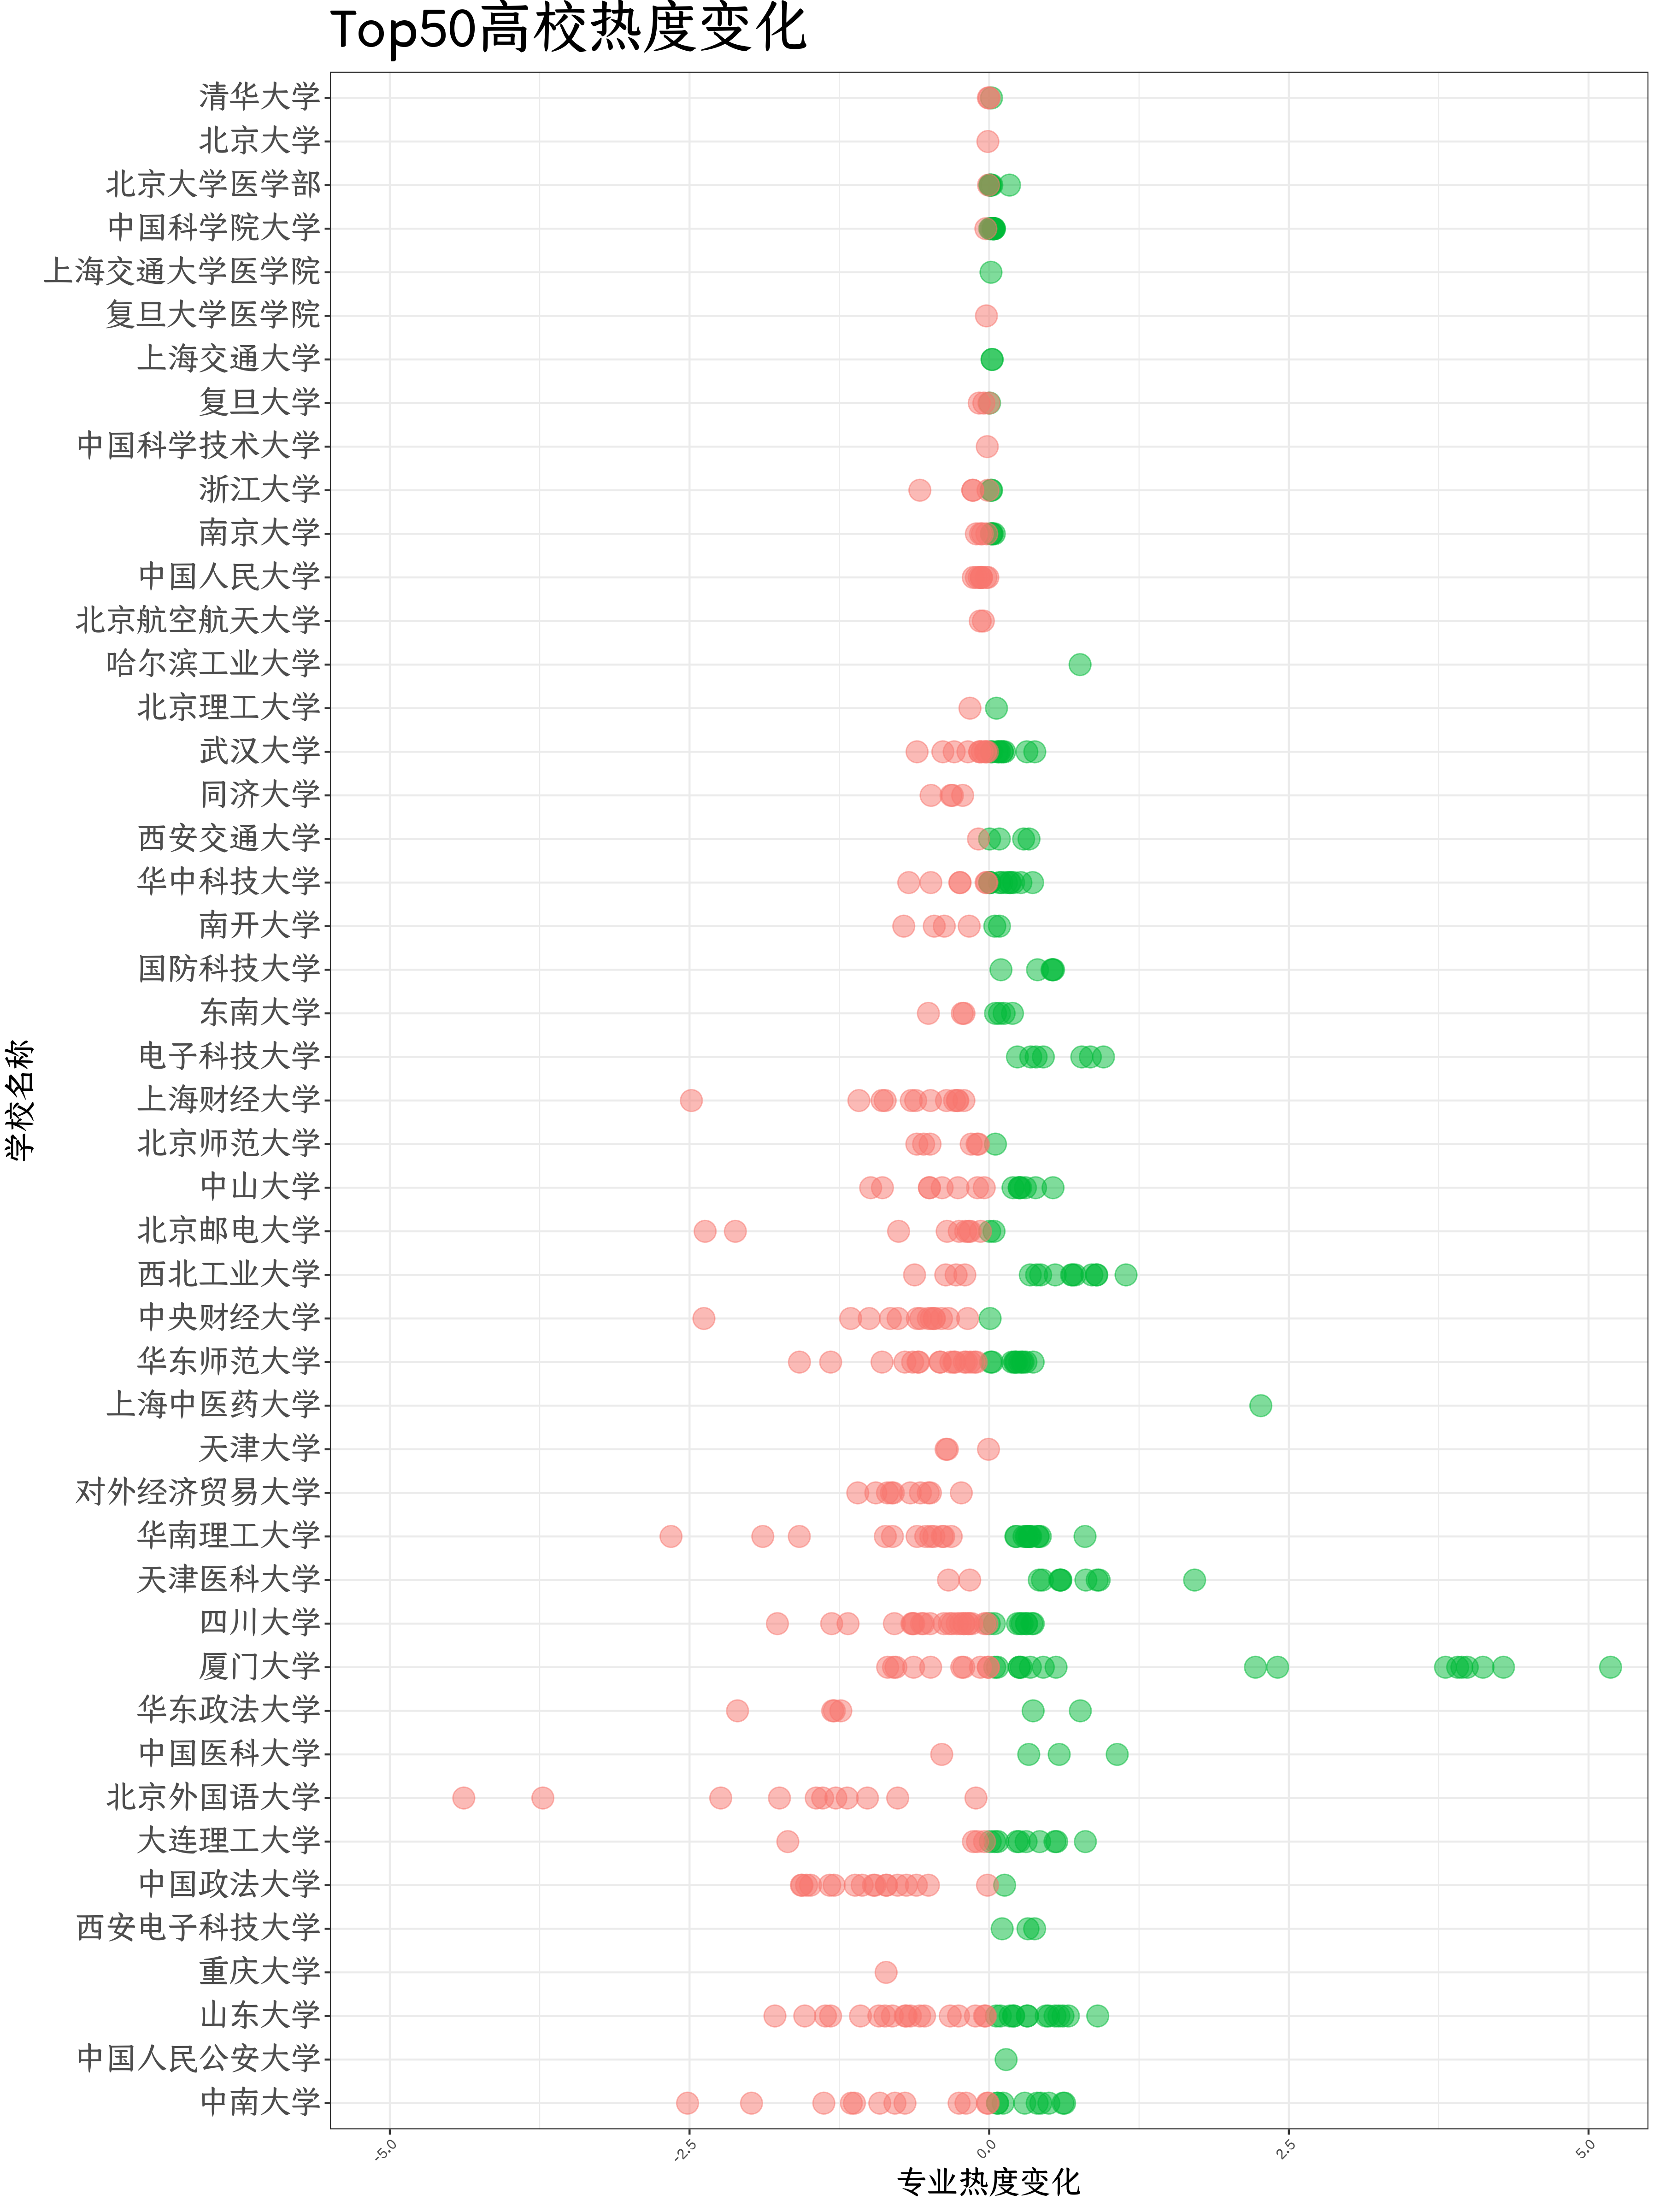 Top50高校热度变化
清华大学
北京大学
北京大学医学部
中国科学院大学
上海交通大学医学院
复旦大学医学院
上海交通大学
复旦大学
中国科学技术大学
浙江大学
南京大学
中国人民大学
北京航空航天大学
哈尔滨工业大学
北京理工大学
武汉大学
同济大学
西安交通大学
华中科技大学
南开大学
国防科技大学
东南大学
电子科技大学
上海财经大学
北京师范大学
中山大学
北京邮电大学
西北工业大学
中央财经大学
华东师范大学
上海中医药大学
天津大学
对外经济贸易大学
华南理工大学
天津医科大学
四川大学
厦门大学
华东政法大学
中国医科大学
北京外国语大学
大连理工大学
中国政法大学
西安电子科技大学
重庆大学
山东大学
中国人民公安大学
中南大学
学校名称
-5.0 -2.5 0.0 2.5 5.0
专业热度变化